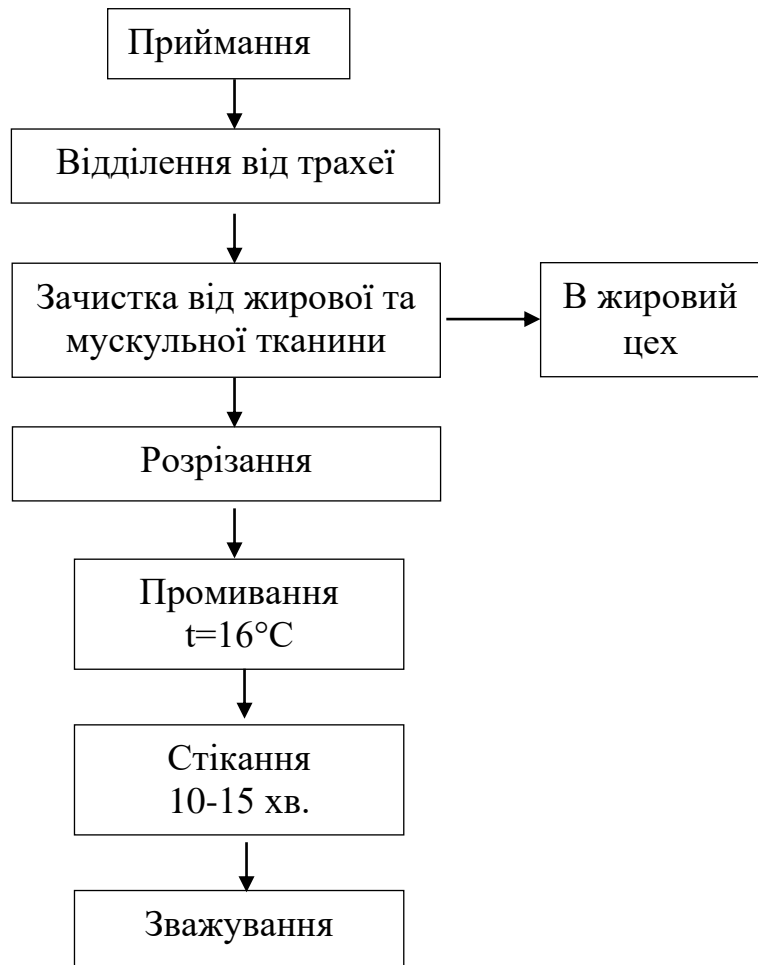 Приймання
Відділення від трахеї
Зачистка від жирової та
мускульної тканини
В жировий
цех
Розрізання
Промивання
t=16°C
Стікання
10-15 хв.
Зважування